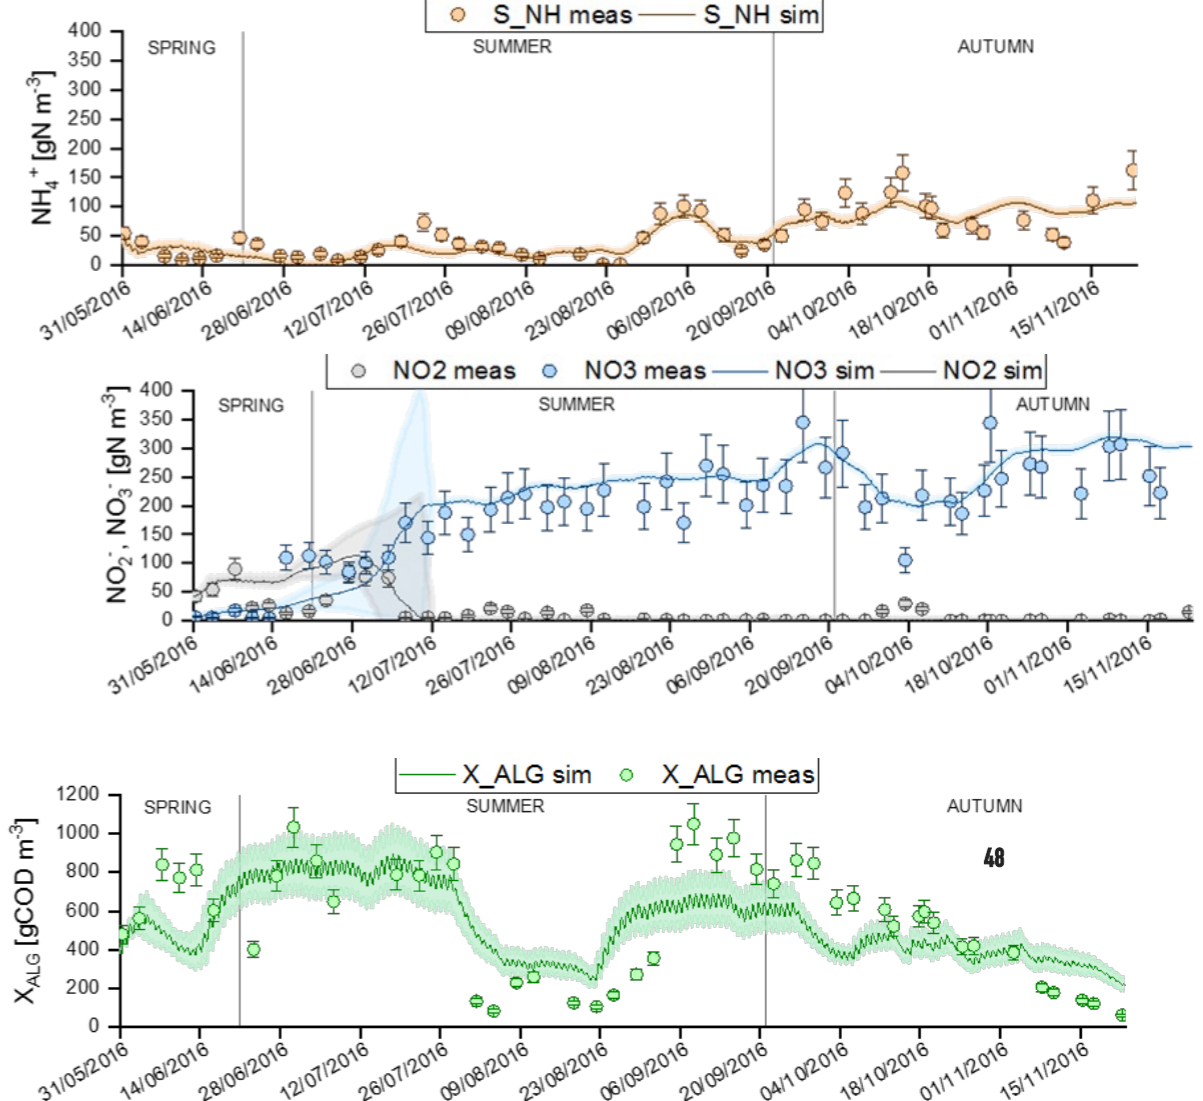 S_NH meas S_NH sim
400
350
300
250
200
150
100
50
0
NH4+ [gN m-3]
SPRING SUMMER AUTUMN
31/05/2016 14/06/2016 28/06/2016 12/07/2016 26/07/2016 09/08/2016 23/08/2016 06/09/2016 20/09/2016 04/10/2016 18/10/2016 01/11/2016 15/11/2016
NO2 meas NO3 meas NO3 sim NO2 sim
400
350
300
250
200
150
100
50
0
NO2-, NO3- [gN m-3]
SPRING SUMMER AUTUMN
31/05/2016 14/06/2016 28/06/2016 12/07/2016 26/07/2016 09/08/2016 23/08/2016 06/09/2016 20/09/2016 04/10/2016 18/10/2016 01/11/2016 15/11/2016
X_ALG sim X_ALG meas
1200
1000
800
600
400
200
0
XALG [gCOD m-3]
SPRING SUMMER AUTUMN
48
31/05/2016 14/06/2016 28/06/2016 12/07/2016 26/07/2016 09/08/2016 23/08/2016 06/09/2016 20/09/2016 04/10/2016 18/10/2016 01/11/2016 15/11/2016